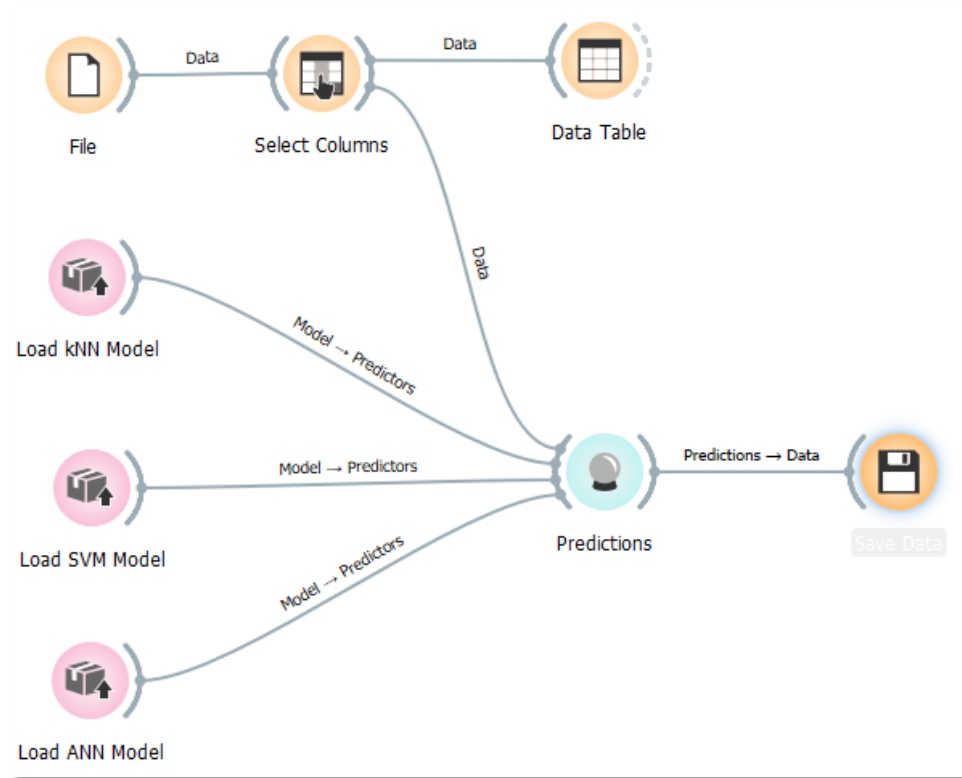 Data
Data
File
Select Columns
Data Table
Data
Load kNN Model
Model → Predictors
Model → Predictors
Predictions → Data
Load SVM Model
Predictions
Save Data
Model → Predictors
Load ANN Model